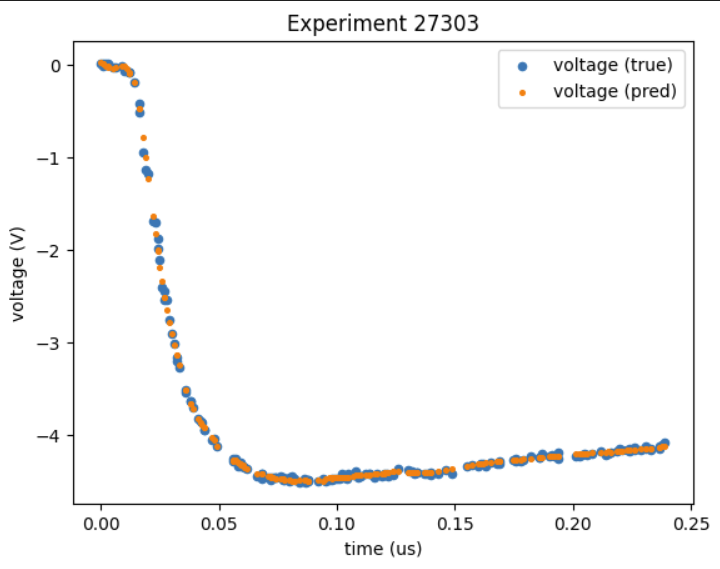 Experiment 27303
voltage (true)
voltage (pred)
0
−1
−2
−3
−4
voltage (V)
0.00 0.05 0.10 0.15 0.20 0.25
time (us)